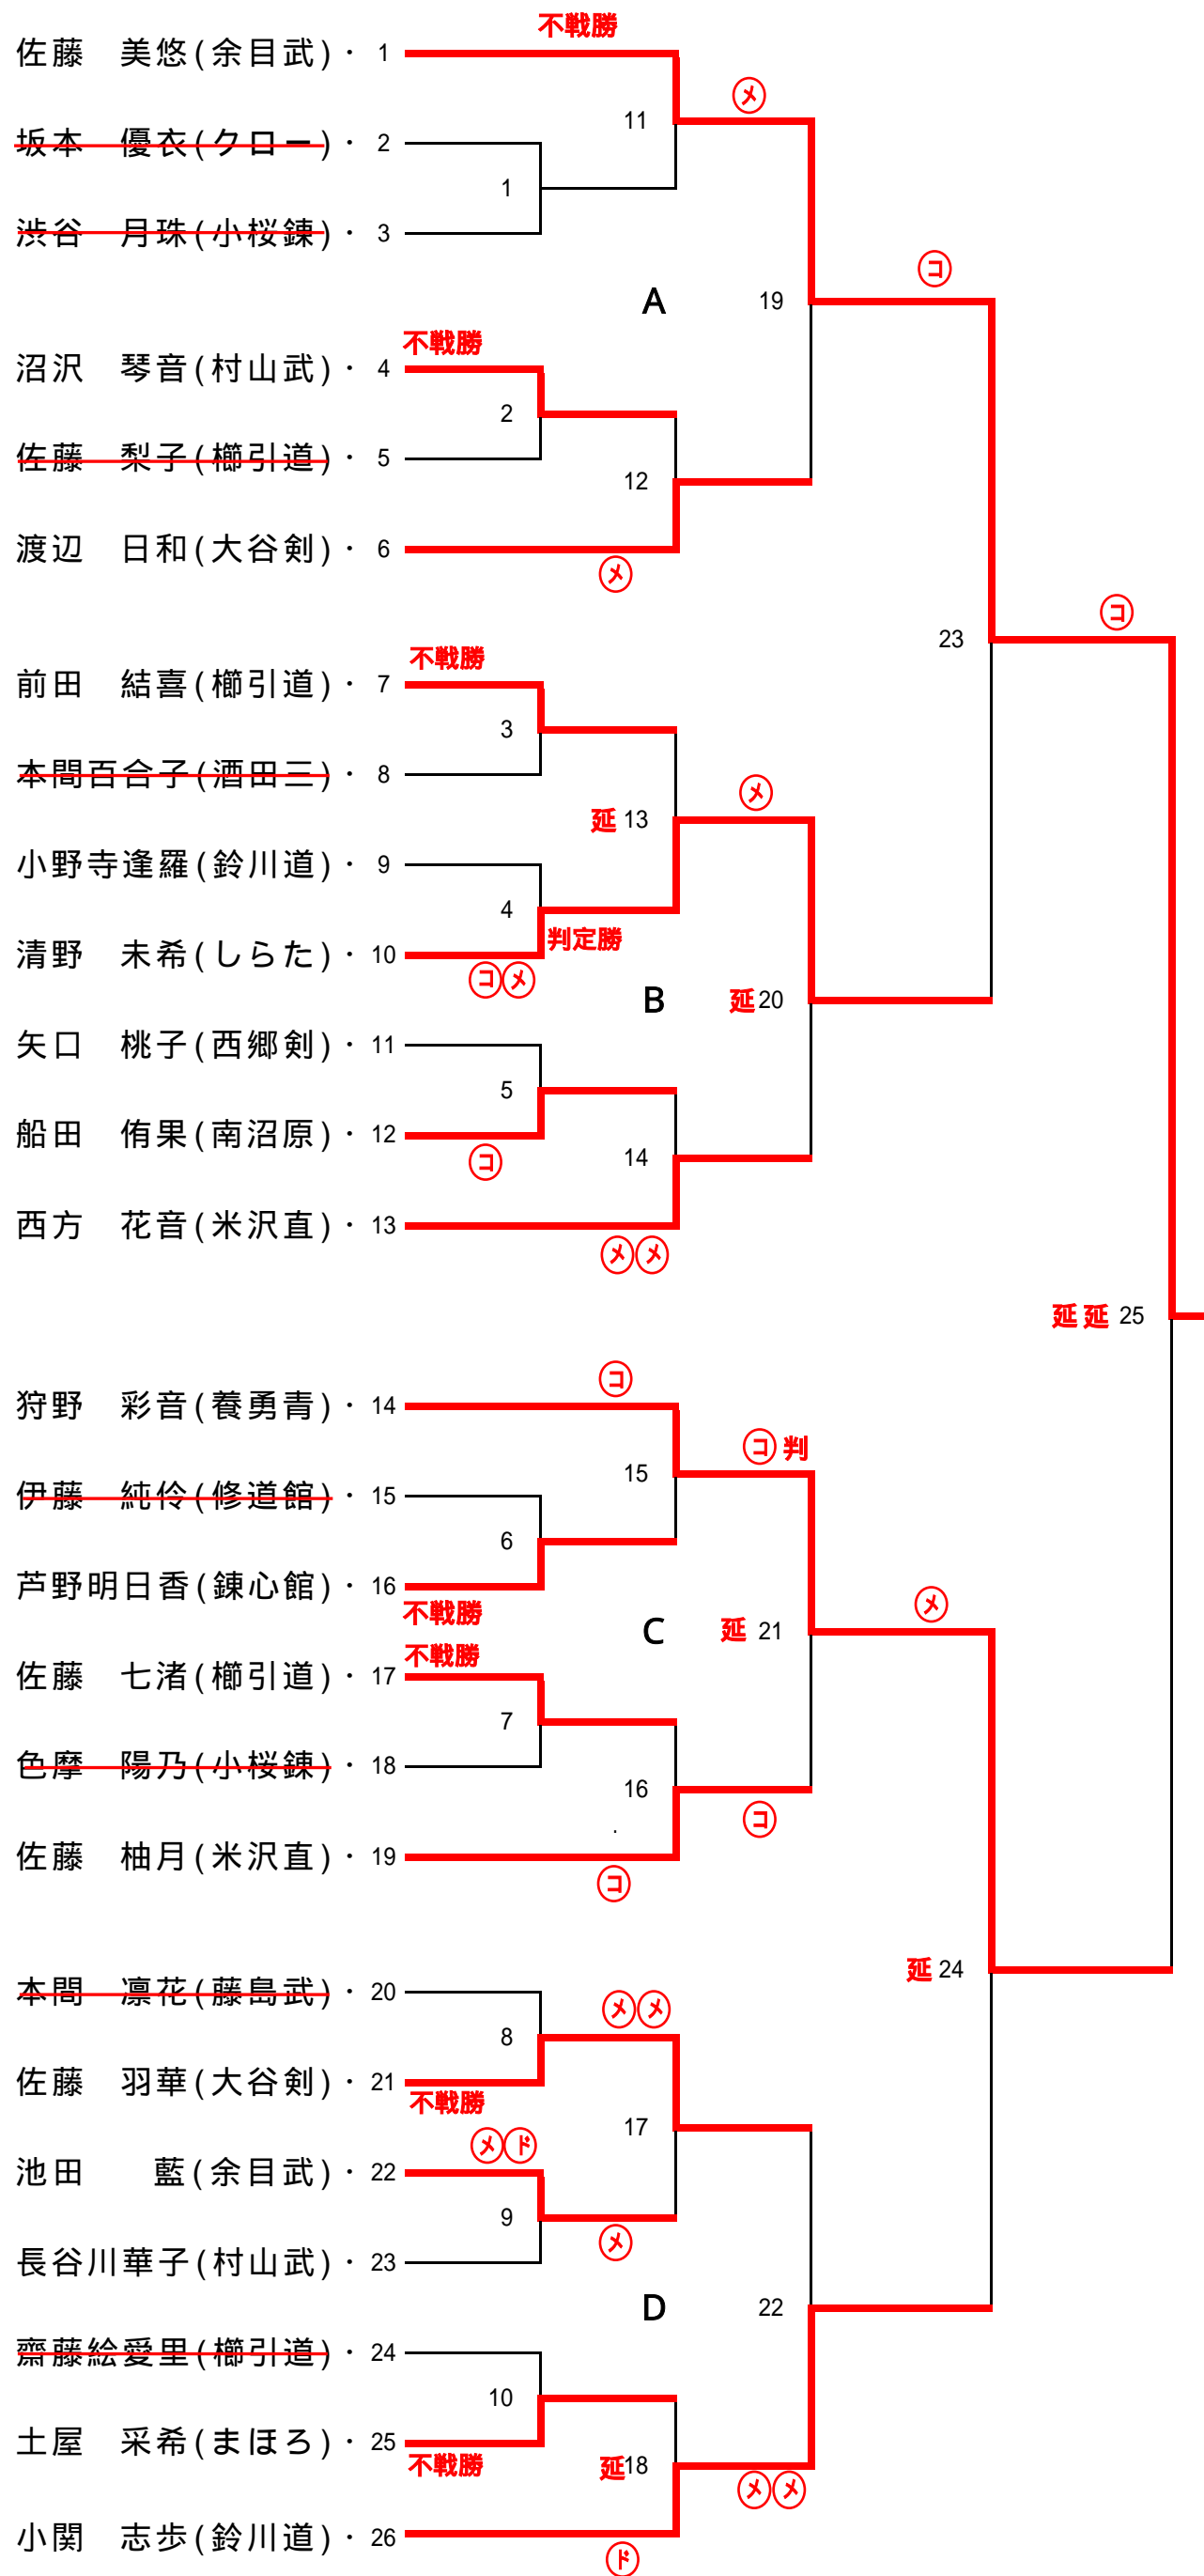 不戦勝
佐藤　美悠(余目武)・ 1
メ
11
坂本　優衣(クロー)・ 2
1
渋谷　月珠(小桜錬)・ 3
コ
A 19
不戦勝
沼沢　琴音(村山武)・ 4
2
佐藤　梨子(櫛引道)・ 5
12
渡辺　日和(大谷剣)・ 6
メ
コ
23
不戦勝
前田　結喜(櫛引道)・ 7
3
本間百合子(酒田三)・ 8
メ
延 13
小野寺逢羅(鈴川道)・ 9
4
判定勝
清野　未希(しらた)・ 10
コメ
B 延 20
矢口　桃子(西郷剣)・ 11
5
船田　侑果(南沼原)・ 12
コ
14
西方　花音(米沢直)・ 13
メメ
延 延 25
コ
狩野　彩音(養勇青)・ 14
コ 判
15
伊藤　純伶(修道館)・ 15
6
芦野明日香(錬心館)・ 16
不戦勝
メ
C 延 21
不戦勝
佐藤　七渚(櫛引道)・ 17
7
色摩　陽乃(小桜錬)・ 18
16
コ
佐藤　柚月(米沢直)・ 19
コ
延 24
本間　凛花(藤島武)・ 20
メメ
8
佐藤　羽華(大谷剣)・ 21
不戦勝
17
メド
池田　　藍(余目武)・ 22
9
メ
長谷川華子(村山武)・ 23
D 22
齋藤絵愛里(櫛引道)・ 24
10
土屋　采希(まほろ)・ 25
不戦勝
延18
メメ
小関　志歩(鈴川道)・ 26
ド